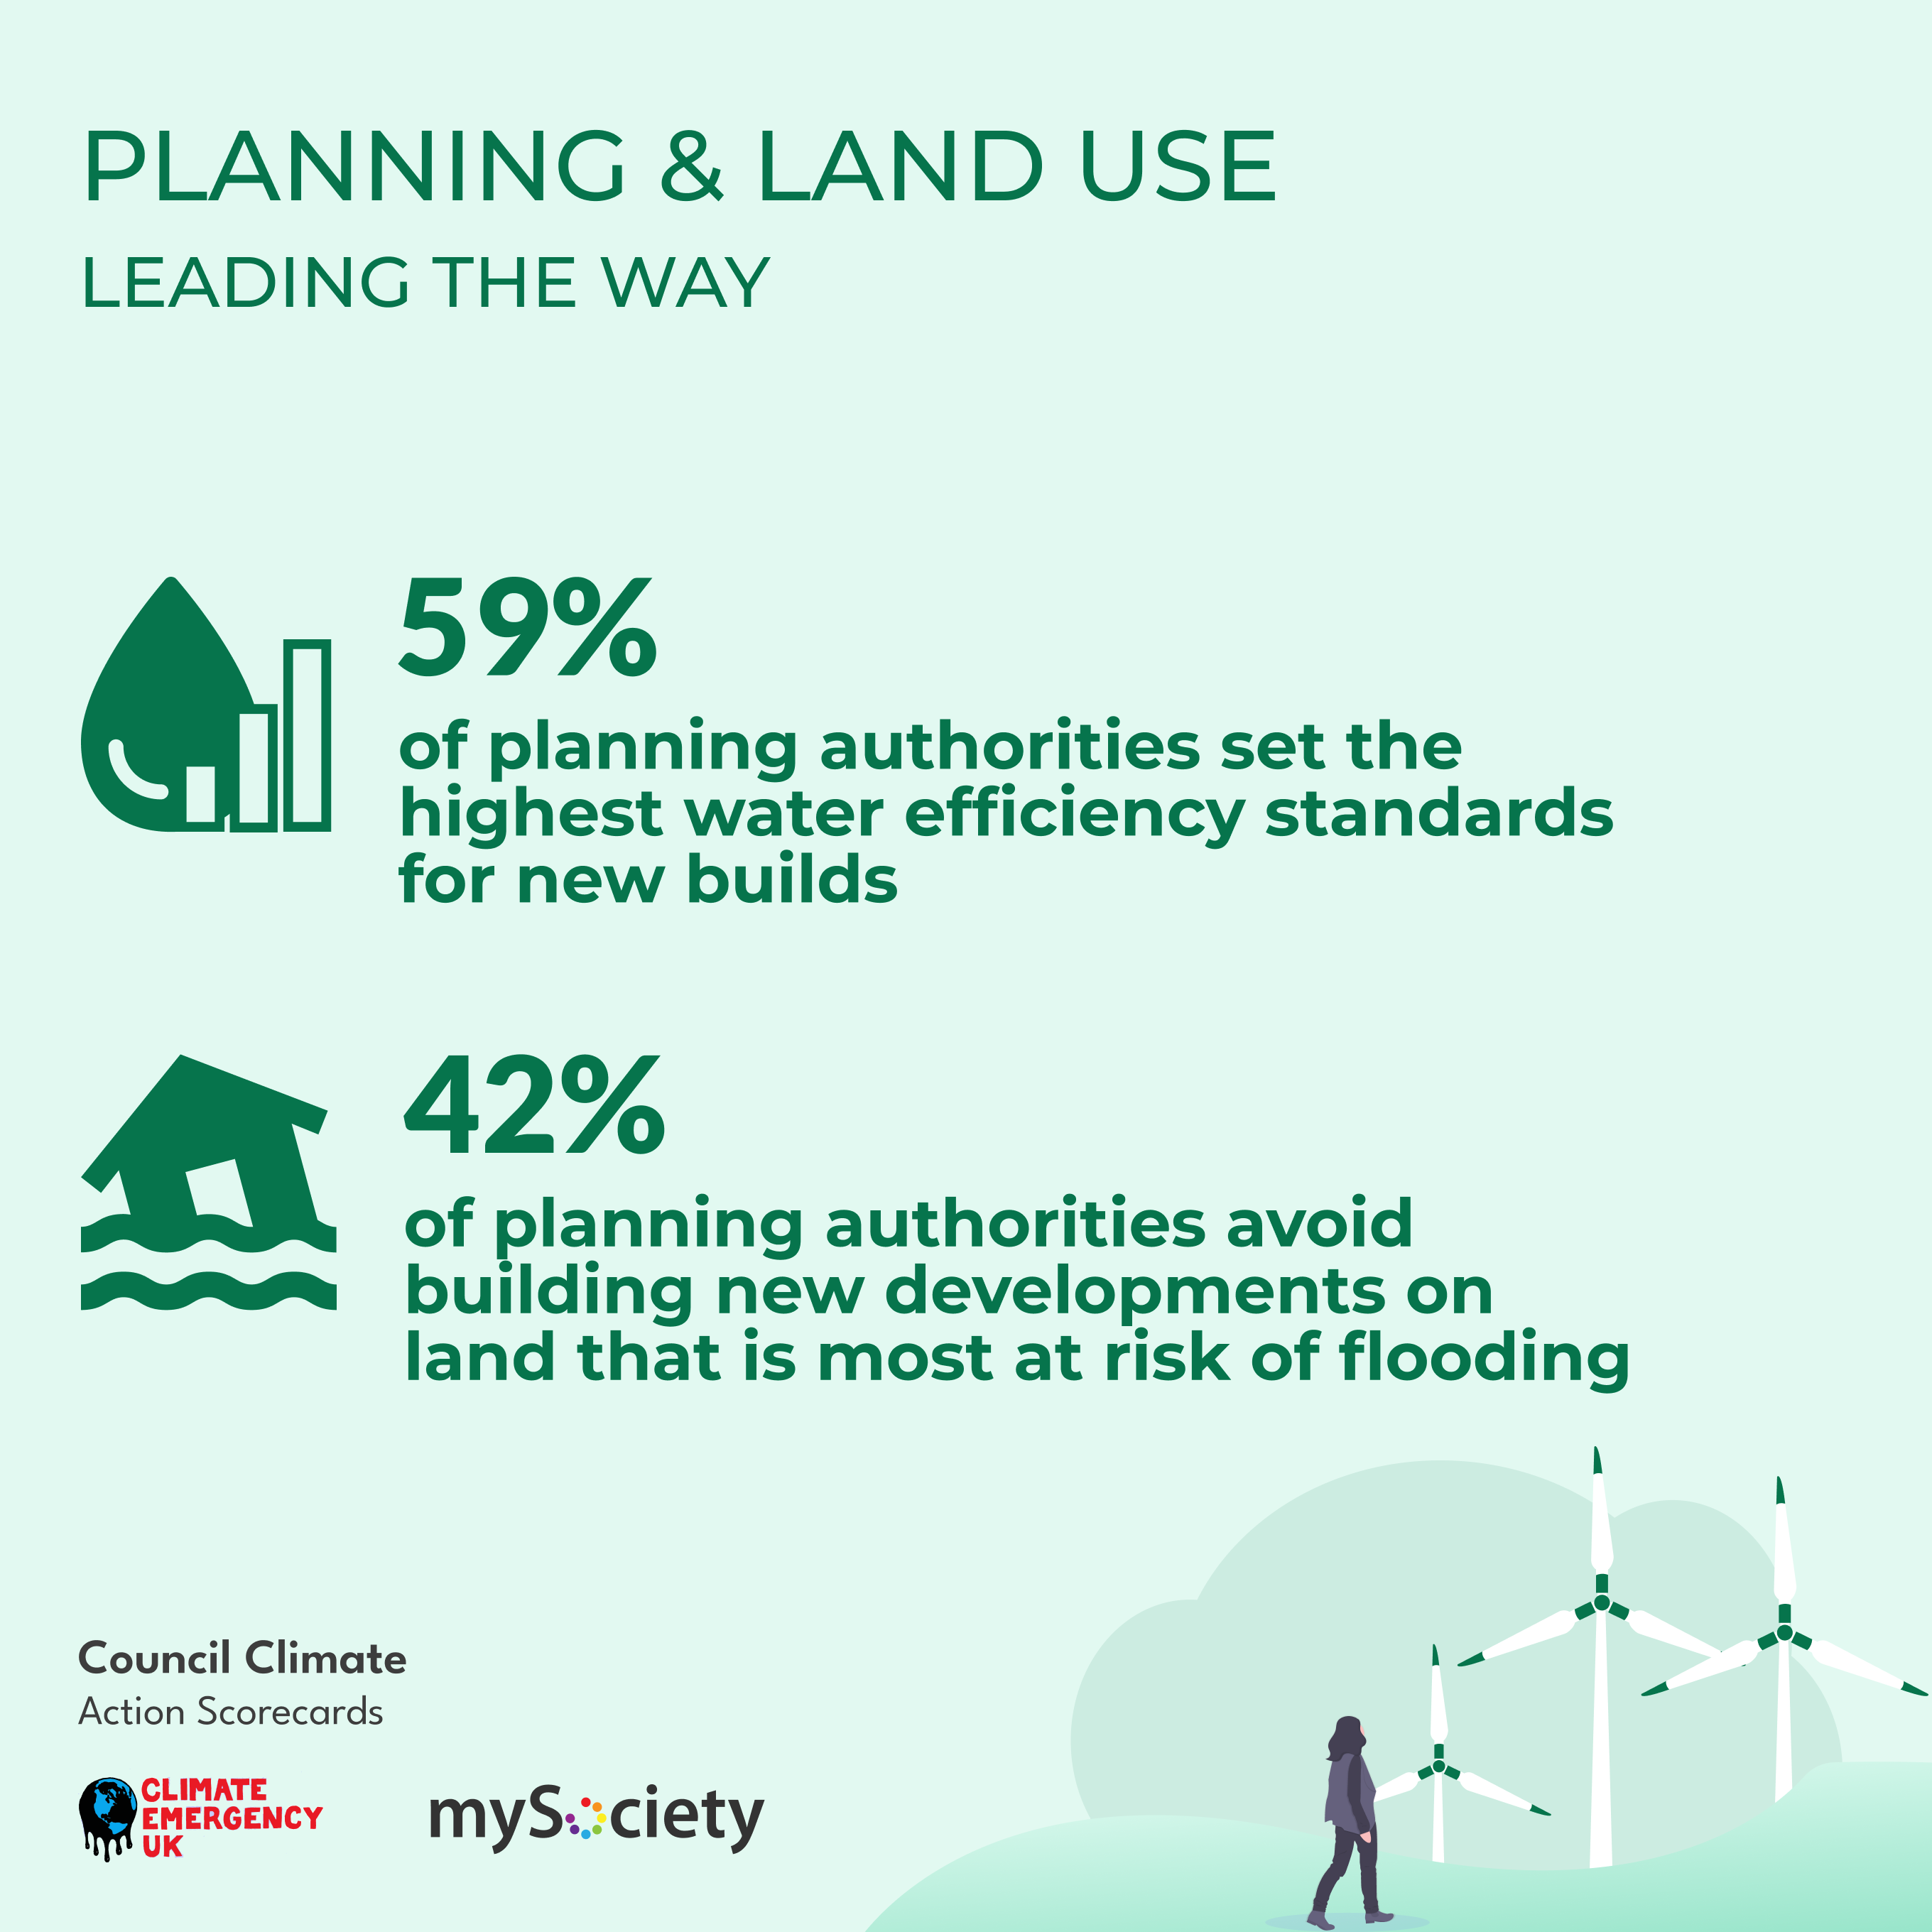 PLANNING & LAND USE
LEADING THE WAY
59%
of planning authorities set the
highest water efficiency standards
for new builds
42%
of planning authorities avoid
building new developments on
land that is most at risk of flooding
Council Climate
Action Scorecards
CLIMATE
EMERGENCY
UK
mySociety